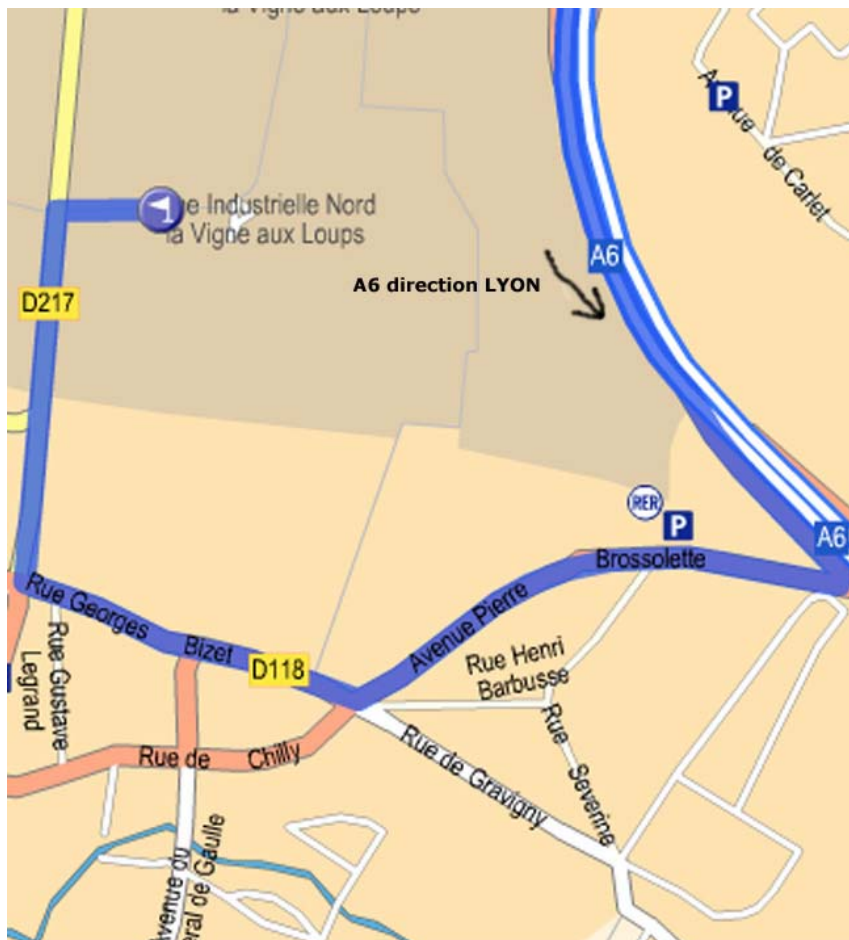 la Vigne aux Loups
P
Avenue de Carlet
e Industrielle Nord
la Vigne aux Loups
A6
A6 direction LYON
D217
RER
P
A6
Brossolette
Avenue Pierre
Rue Georges
Bizet
D118
Rue Henri
Barbusse
Rue Gustave
Legrand
Rue de Chilly
Rue de Gravigny
Rue Severine
Avenue du
éral de Gaulle